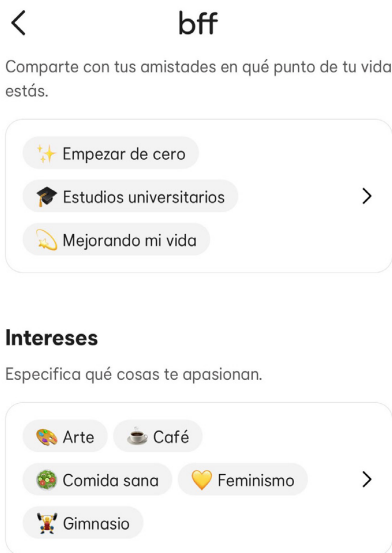 bff
Comparte con tus amistades en qué punto de tu vida
estás.
✨ Empezar de cero
🎓 Estudios universitarios
💫 Mejorando mi vida
Intereses
Especifica qué cosas te apasionan.
🎨 Arte ☕ Café
🥗 Comida sana 💛 Feminismo
🏋️ Gimnasio